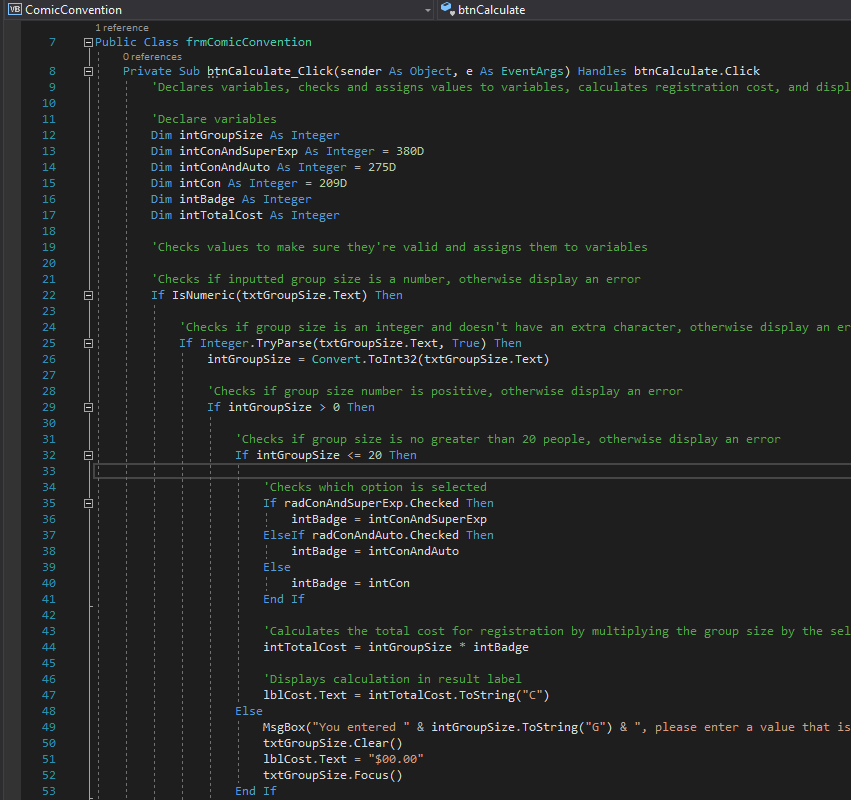 VB ComicConvention btnCalculate
1 reference
7 Public Class frmComicConvention
0 references
8 Private Sub btnCalculate_Click(sender As Object, e As EventArgs) Handles btnCalculate.Click
9 'Declares variables, checks and assigns values to variables, calculates registration cost, and displ
10
11 'Declare variables
12 Dim intGroupSize As Integer
13 Dim intConAndSuperExp As Integer = 380D
14 Dim intConAndAuto As Integer = 275D
15 Dim intCon As Integer = 209D
16 Dim intBadge As Integer
17 Dim intTotalCost As Integer
18
19 'Checks values to make sure they're valid and assigns them to variables
20
21 'Checks if inputted group size is a number, otherwise display an error
22 If IsNumeric(txtGroupSize.Text) Then
23
24 'Checks if group size is an integer and doesn't have an extra character, otherwise display an er
25 If Integer.TryParse(txtGroupSize.Text, True) Then
26 intGroupSize = Convert.ToInt32(txtGroupSize.Text)
27
28 'Checks if group size number is positive, otherwise display an error
29 If intGroupSize > 0 Then
30
31 'Checks if group size is no greater than 20 people, otherwise display an error
32 If intGroupSize <= 20 Then
33
34 'Checks which option is selected
35 If radConAndSuperExp.Checked Then
36 intBadge = intConAndSuperExp
37 ElseIf radConAndAuto.Checked Then
38 intBadge = intConAndAuto
39 Else
40 intBadge = intCon
41 End If
42
43 'Calculates the total cost for registration by multiplying the group size by the sel
44 intTotalCost = intGroupSize * intBadge
45
46 'Displays calculation in result label
47 lblCost.Text = intTotalCost.ToString("C")
48 Else
49 MsgBox("You entered " & intGroupSize.ToString("G") & ", please enter a value that is
50 txtGroupSize.Clear()
51 lblCost.Text = "$00.00"
52 txtGroupSize.Focus()
53 End If